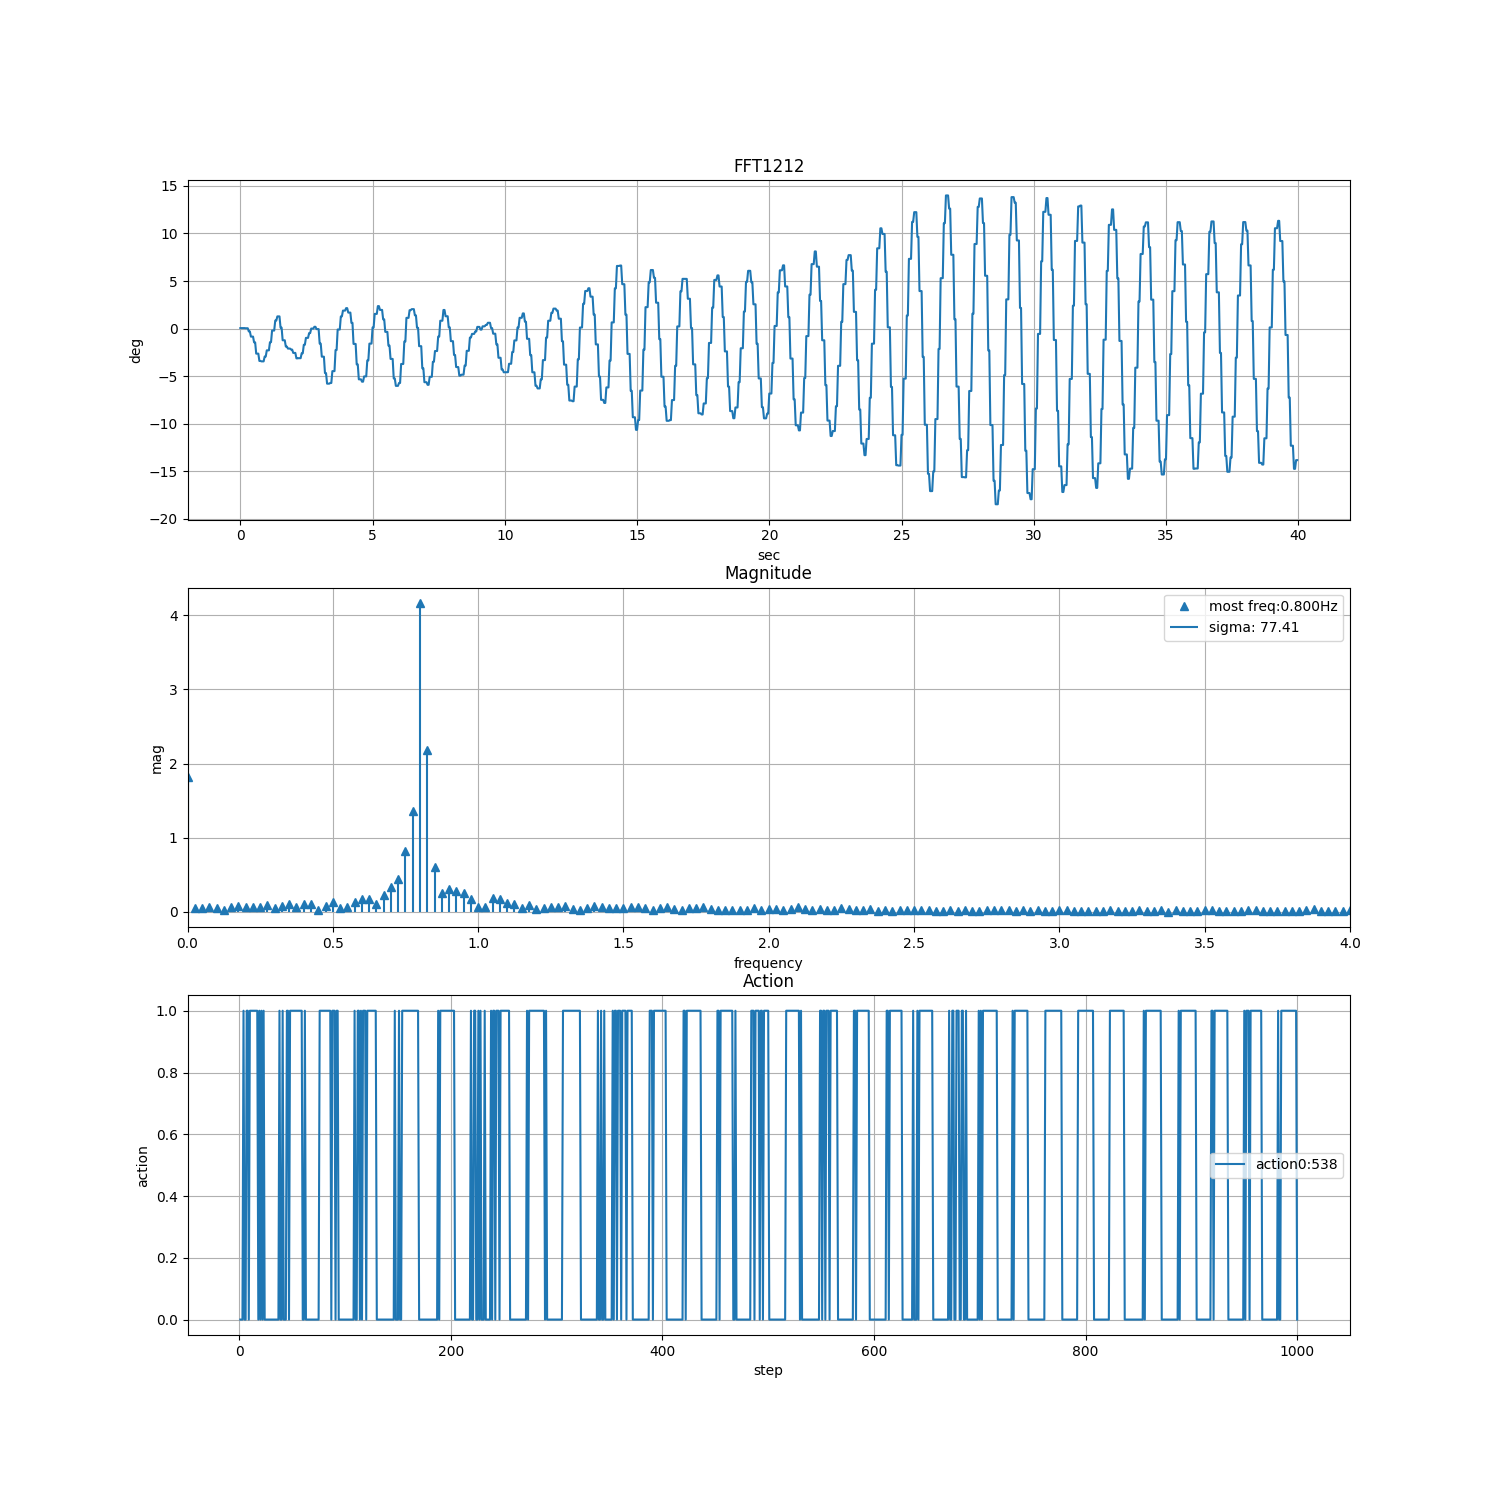 FFT1212
15
10
5
0
−5
−10
−15
−20
deg
0 5 10 15 20 25 30 35 40
sec
Magnitude
most freq:0.800Hz
sigma: 77.41
4
3
2
1
0
mag
0.0 0.5 1.0 1.5 2.0 2.5 3.0 3.5 4.0
frequency
Action
1.0
0.8
0.6
0.4
0.2
0.0
action
action0:538
0 200 400 600 800 1000
step